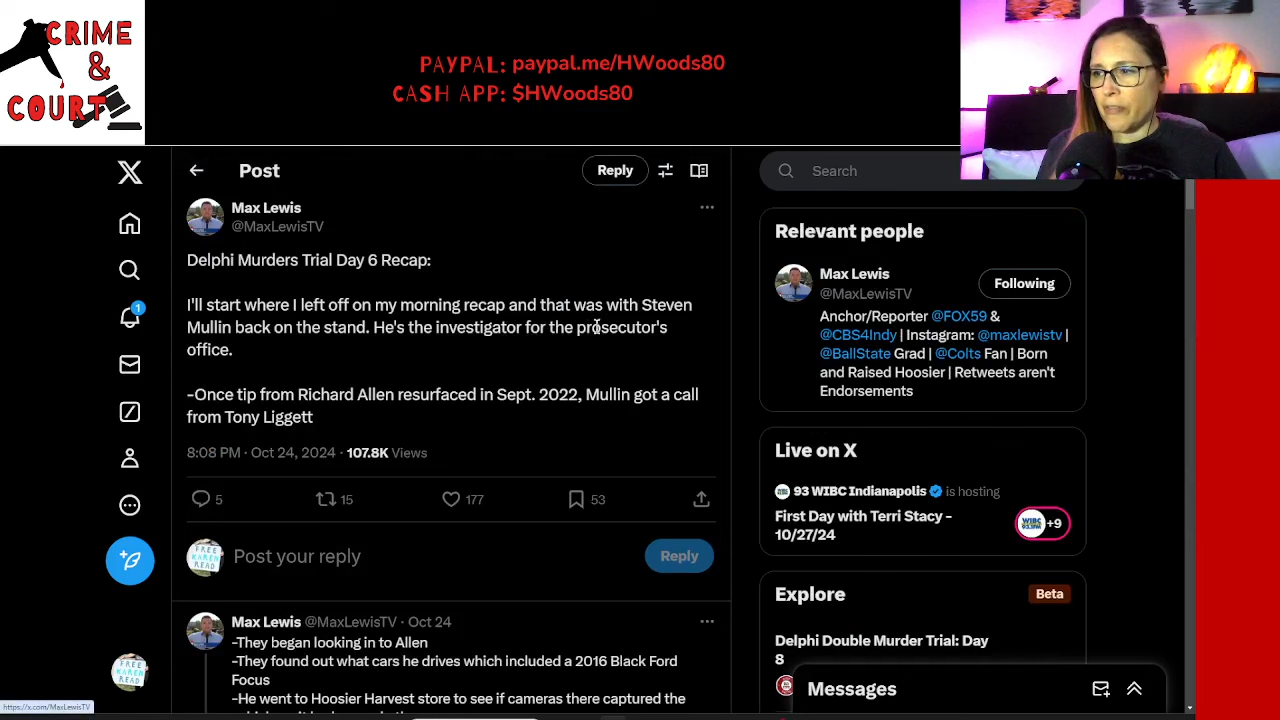 CRIME
&
COURT
PAYPAL: paypal.me/HWoods80
CASH APP: $HWoods80
Post
Reply
Search
Max Lewis
@MaxLewisTV
Delphi Murders Trial Day 6 Recap:
I'll start where I left off on my morning recap and that was with Steven
Mullin back on the stand. He's the investigator for the prosecutor's
office.
-Once tip from Richard Allen resurfaced in Sept. 2022, Mullin got a call
from Tony Liggett
8:08 PM · Oct 24, 2024 · 107.8K Views
5
15
177
53
FREE
KAREN
READ
Post your reply
Reply
Max Lewis @MaxLewisTV · Oct 24
-They began looking in to Allen
-They found out what cars he drives which included a 2016 Black Ford
Focus
-He went to Hoosier Harvest store to see if cameras there captured the
1
FREE
KAREN
READ
https://x.com/MaxLewisTV
Relevant people
Max Lewis
@MaxLewisTV
Following
Anchor/Reporter @FOX59 &
@CBS4Indy | Instagram: @maxlewistv |
@BallState Grad | @Colts Fan | Born
and Raised Hoosier | Retweets aren't
Endorsements
Live on X
93 WIBC Indianapolis is hosting
First Day with Terri Stacy -
10/27/24
WIBC
+9
Explore
Beta
Delphi Double Murder Trial: Day
8
Messages